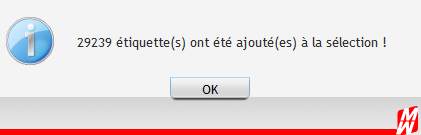 29239 étiquette(s) ont été ajouté(es) à la sélection !
OK